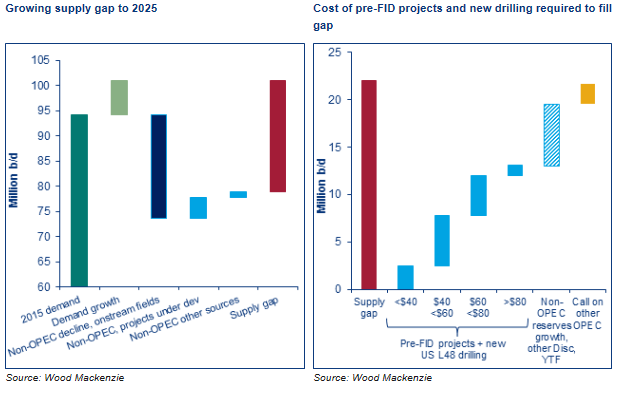 Growing supply gap to 2025
Million b/d
105
100
95
90
85
80
75
70
65
60
2015 demand
Demand growth
Non-OPEC decline, onstream fields
Non-OPEC, projects under dev
Non-OPEC other sources
Supply gap
Source: Wood Mackenzie
Cost of pre-FID projects and new drilling required to fill
gap
Million b/d
25
20
15
10
5
0
Supply
gap
<$40
$40
<$60
$60
<$80
>$80
Non-
OPEC
reserves
growth,
other Disc,
YTF
Call on
other
OPEC
Pre-FID projects + new
US L48 drilling
Source: Wood Mackenzie